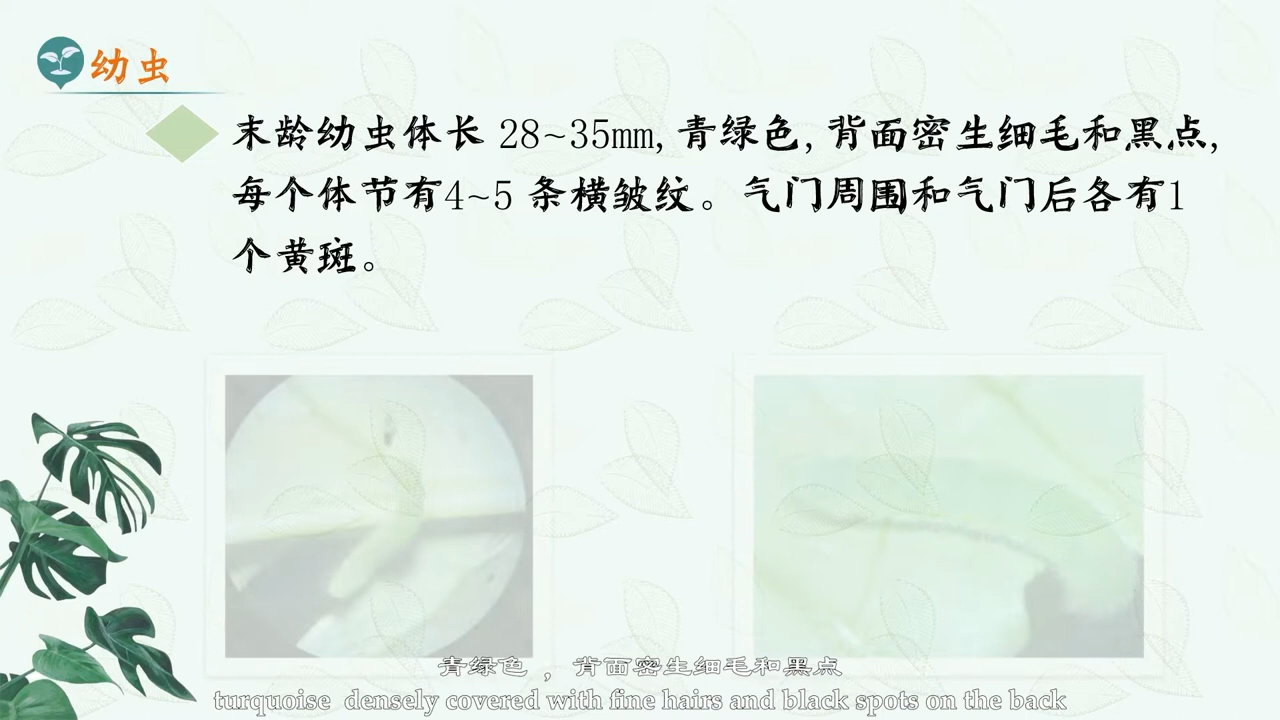 幼虫
末龄幼虫体长 28~35mm, 青绿色, 背面密生细毛和黑点,
每个体节有4~5 条横皱纹。气门周围和气门后各有1
个黄斑。
青绿色 , 背面密生细毛和黑点
turquoise densely covered with fine hairs and black spots on the back